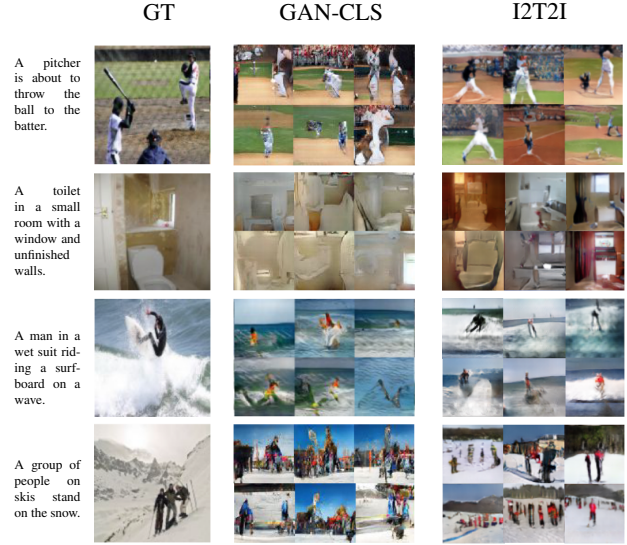 GT GAN-CLS I2T2I
A pitcher
is about to
throw the
ball to the
batter.
A toilet
in a small
room with a
window and
unfinished
walls.
A man in a
wet suit rid-
ing a surf-
board on a
wave.
A group of
people on
skis stand
on the snow.